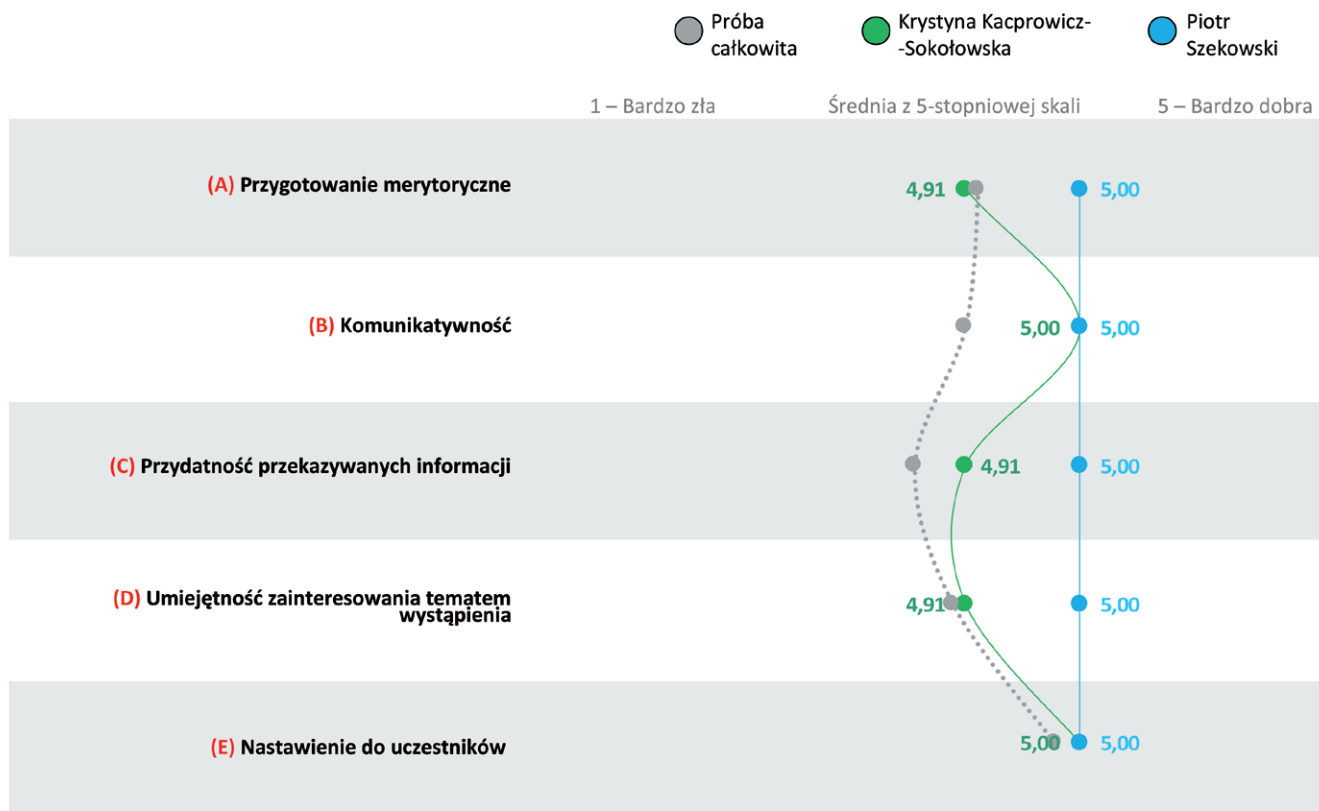 Próba
całkowita
Krystyna Kacprowicz-
-Sokołowska
Piotr
Szekowski
1 – Bardzo zła
Średnia z 5-stopniowej skali
5 – Bardzo dobra
(A) Przygotowanie merytoryczne
4,91
5,00
(B) Komunikatywność
5,00
5,00
(C) Przydatność przekazywanych informacji
4,91
5,00
(D) Umiejętność zainteresowania tematem
wystąpienia
4,91
5,00
(E) Nastawienie do uczestników
5,00
5,00